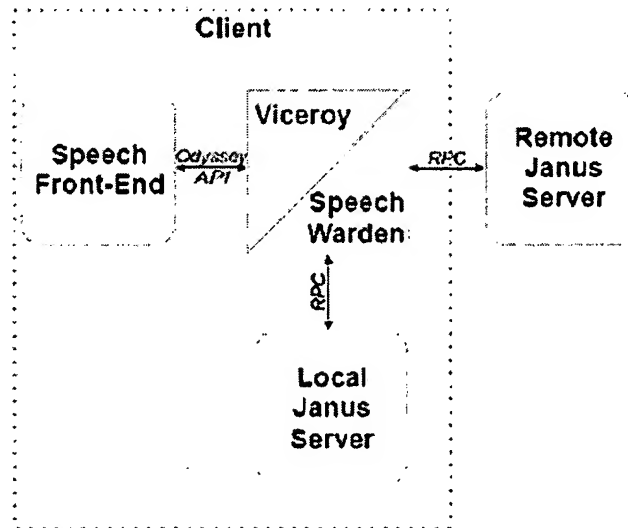 Client
Speech
Front-End
Odyssey
API
Viceroy
Speech
Warden
RPC
Remote
Janus
Server
RPC
Local
Janus
Server